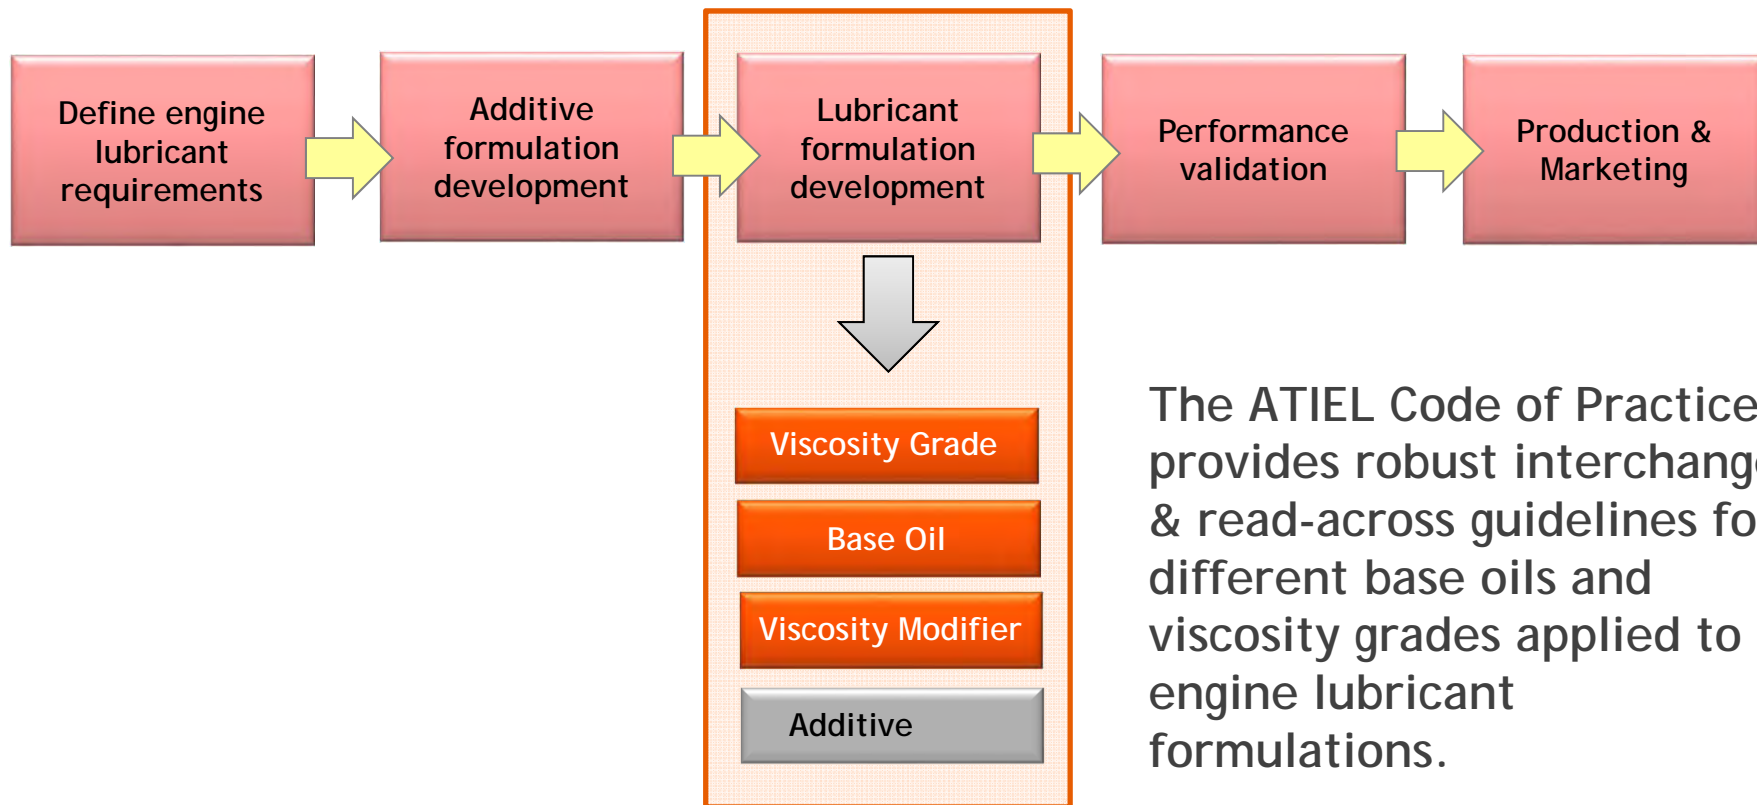 Define engine
lubricant
requirements
Additive
formulation
development
Lubricant
formulation
development
Performance
validation
Production &
Marketing
Viscosity Grade
Base Oil
Viscosity Modifier
Additive
The ATIEL Code of Practice
provides robust interchang
& read-across guidelines fo
different base oils and
viscosity grades applied to
engine lubricant
formulations.